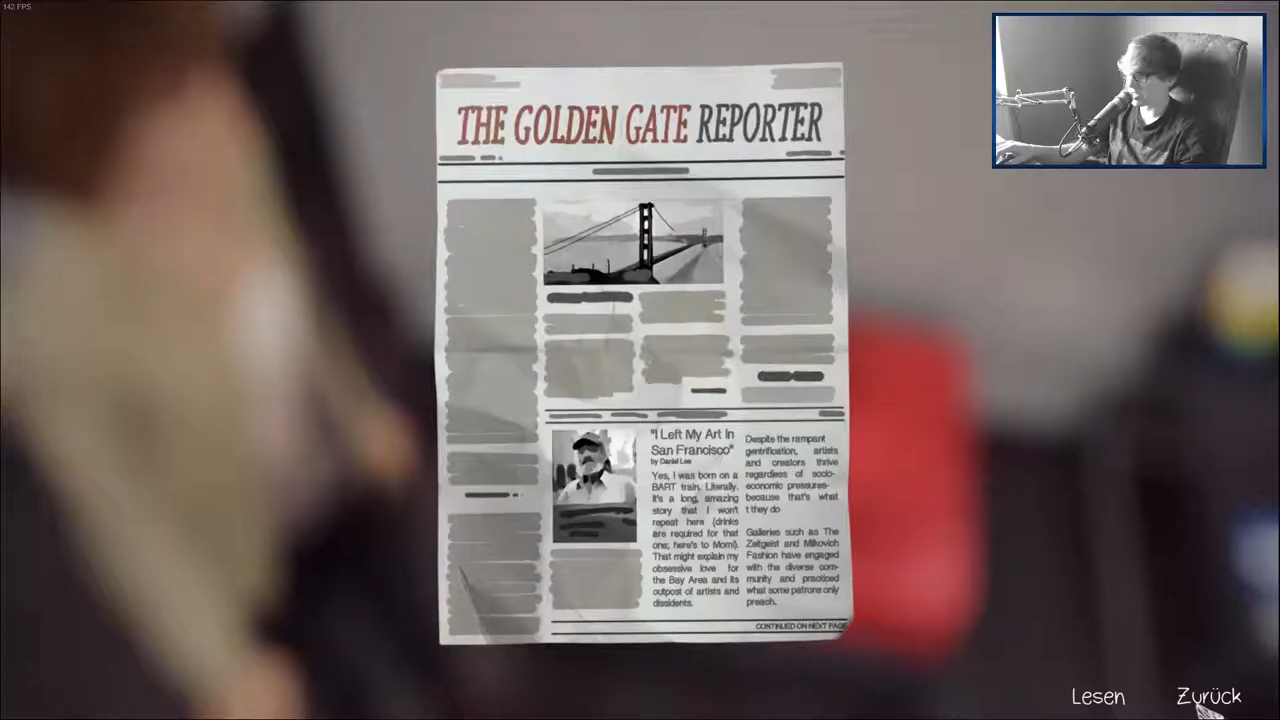 142 FPS
THE GOLDEN GATE REPORTER
"I Left My Art In
San Francisco"
by Daniel Lee
Yes, I was born on a
BART train. Literally.
It's a long, amazing
story that I won't
repeat here (drinks
are required for that
one; here's to Mom!).
That might explain my
obsessive love for
the Bay Area and its
outpost of artists and
dissidents.
Despite the rampant
gentrification, artists
and creators thrive
regardless of socio-
economic pressures-
because that's what
t they do
Galleries such as The
Zeitgeist and Milkovich
Fashion have engaged
with the diverse com-
munity and practiced
what some patrons only
preach.
CONTINUED ON NEXT PAGE
Lesen
Zurück